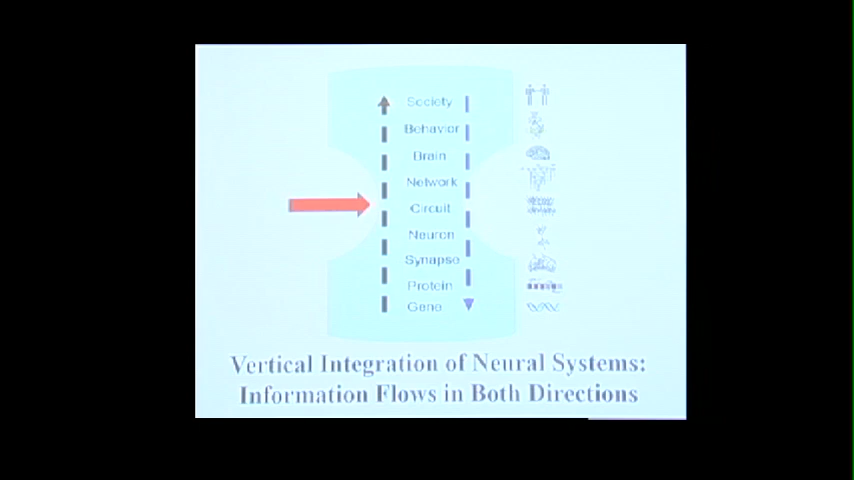 Society
Behavior
Brain
Network
Circuit
Neuron
Synapse
Protein
Gene
Vertical Integration of Neural Systems:
Information Flows in Both Directions